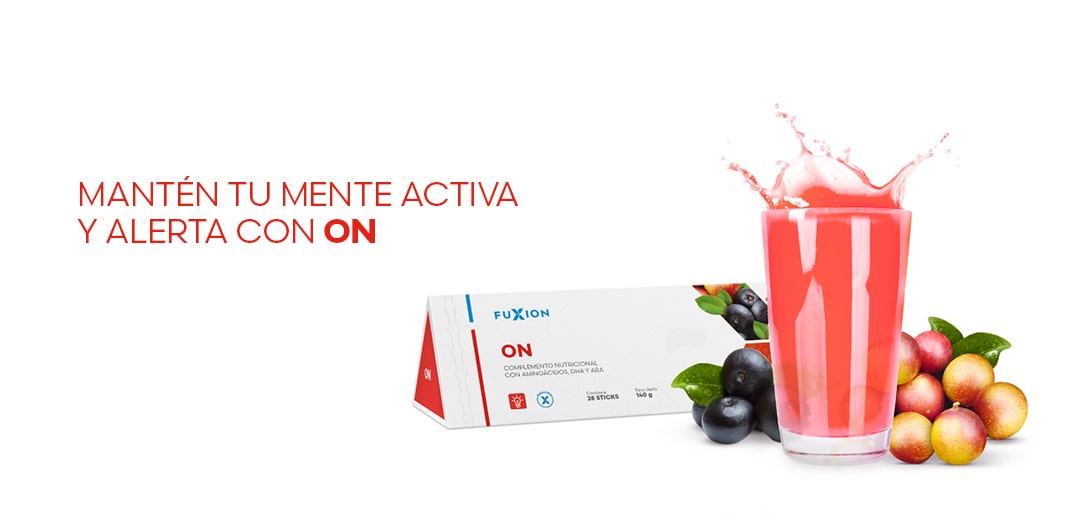 MANTÉN TU MENTE ACTIVA
Y ALERTA CON ON
FUXION
ON
COMPLEMENTO NUTRICIONAL
CON AMINOÁCIDOS, DHA Y ARA
Contiene
28 STICKS
Peso Neto
140 g
ON
X